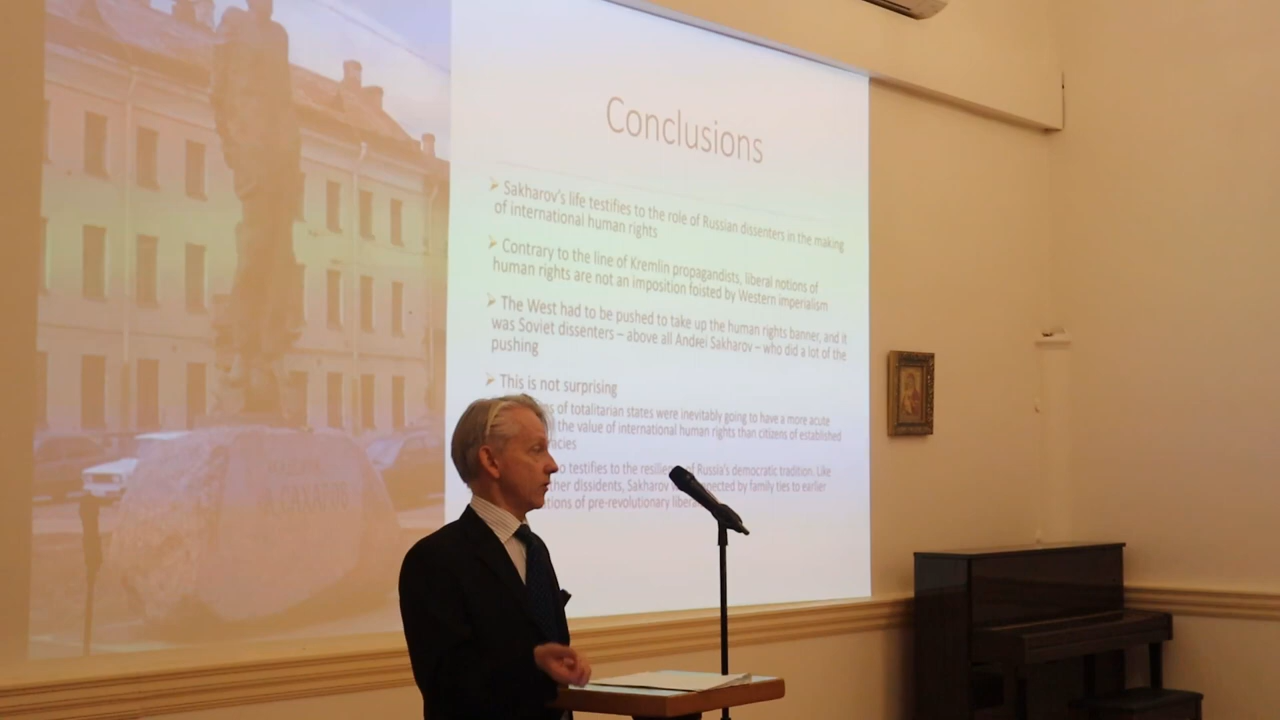 Conclusions
Sakharov's life testifies to the role of Russian dissenters in the making
of international human rights
Contrary to the line of Kremlin propagandists, liberal notions of
human rights are not an imposition foisted by Western imperialism
The West had to be pushed to take up the human rights banner, and it
was Soviet dissenters – above all Andrei Sakharov – who did a lot of the
pushing
This is not surprising
of totalitarian states were inevitably going to have a more acute
the value of international human rights than citizens of established
testifies to the resilience of Russia's democratic tradition. Like
dissidents, Sakharov was connected by family ties to earlier
of pre-revolutionary
САХАРОВ